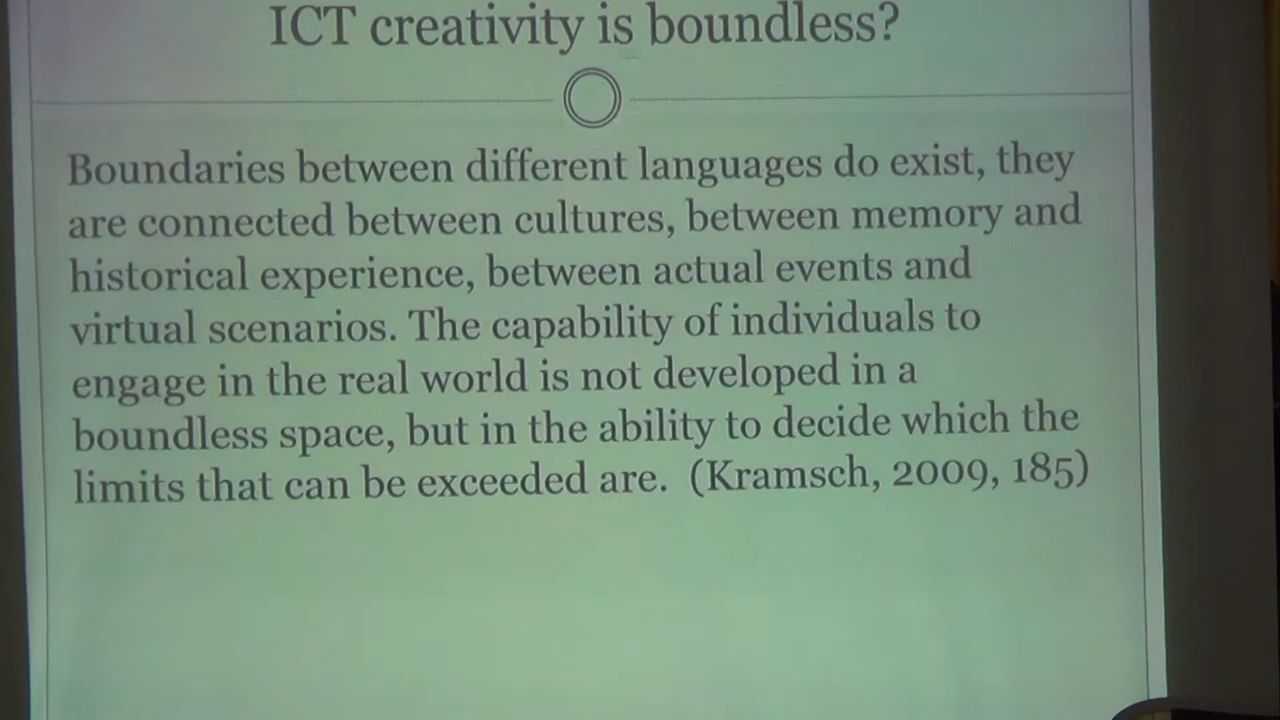 ICT creativity is boundless?
Boundaries between different languages do exist, they
are connected between cultures, between memory and
historical experience, between actual events and
virtual scenarios. The capability of individuals to
engage in the real world is not developed in a
boundless space, but in the ability to decide which the
limits that can be exceeded are. (Kramsch, 2009, 185)